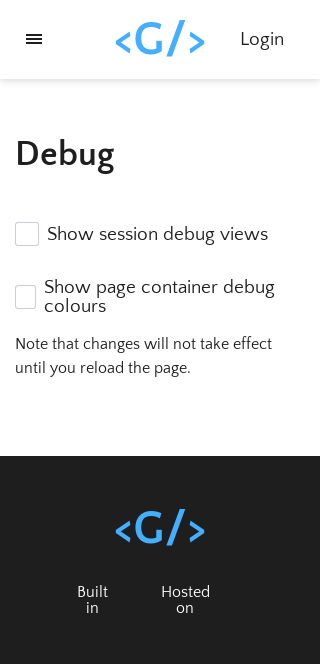 <G/>
Login
Debug
Show session debug views
Show page container debug
colours
Note that changes will not take effect
until you reload the page.
<G/>
Built
in
Hosted
on